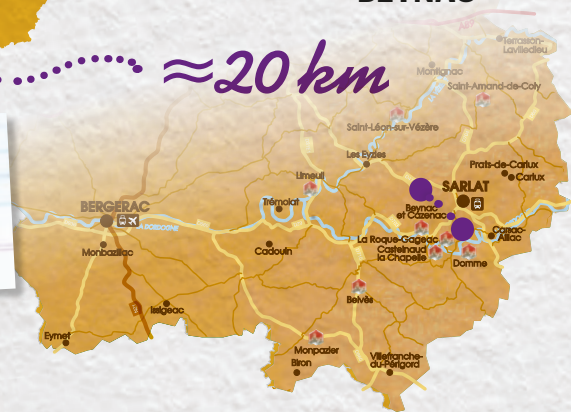 BEYNAC
≈20 km
Terrasson-
Lavilledieu
Montignac
Saint-Amand-de-Coly
Saint-Léon-sur-Vézère
Les Eyzies
Prats-de-Carlux
Carlux
Limeuil
SARLAT
Trémolat
Beynac
et Cazenac
BERGERAC
DORDOGNE
Carsac-
Aillac
La Roque-Gageac
Castelnaud
la Chapelle
Domme
Monbazillac
Cadouin
Belvès
Issigeac
Eymet
Monpazier
Biron
Villefranche-
du-Périgord